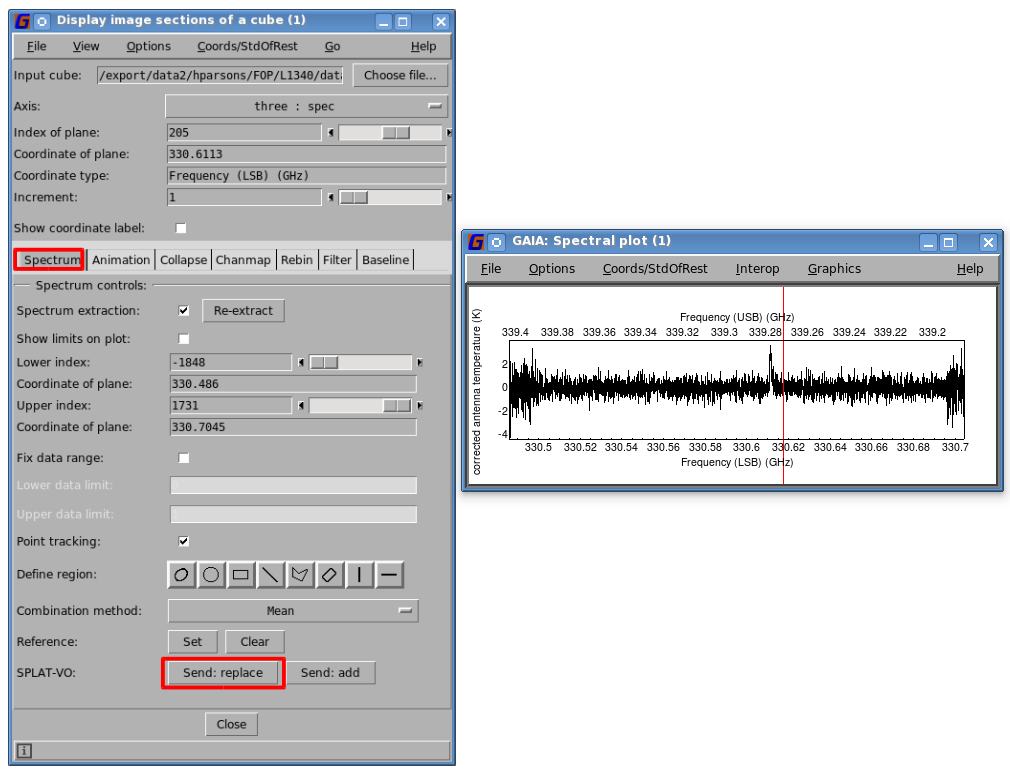 Display image sections of a cube (1)
File View Options Coords/StdOfRest Go Help
Input cube: /export/data2/hparsons/FOP/L1340/dat Choose file...
Axis: three : spec
Index of plane: 205
Coordinate of plane: 330.6113
Coordinate type: Frequency (LSB) (GHz)
Increment: 1
Show coordinate label:
Spectrum Animation Collapse Chanmap Rebin Filter Baseline
Spectrum controls:
Spectrum extraction: Re-extract
Show limits on plot:
Lower index: -1848
Coordinate of plane: 330.486
Upper index: 1731
Coordinate of plane: 330.7045
Fix data range:
Lower data limit:
Upper data limit:
Point tracking:
Define region:
Combination method: Mean
Reference: Set Clear
SPLAT-VO: Send: replace Send: add
Close
GAIA: Spectral plot (1)
File Options Coords/StdOfRest Interop Graphics Help
Frequency (USB) (GHz)
339.4 339.38 339.36 339.34 339.32 339.3 339.28 339.26 339.24 339.22 339.2
corrected antenna temperature (K)
2
0
-2
-4
330.5 330.52 330.54 330.56 330.58 330.6 330.62 330.64 330.66 330.68 330.7
Frequency (LSB) (GHz)